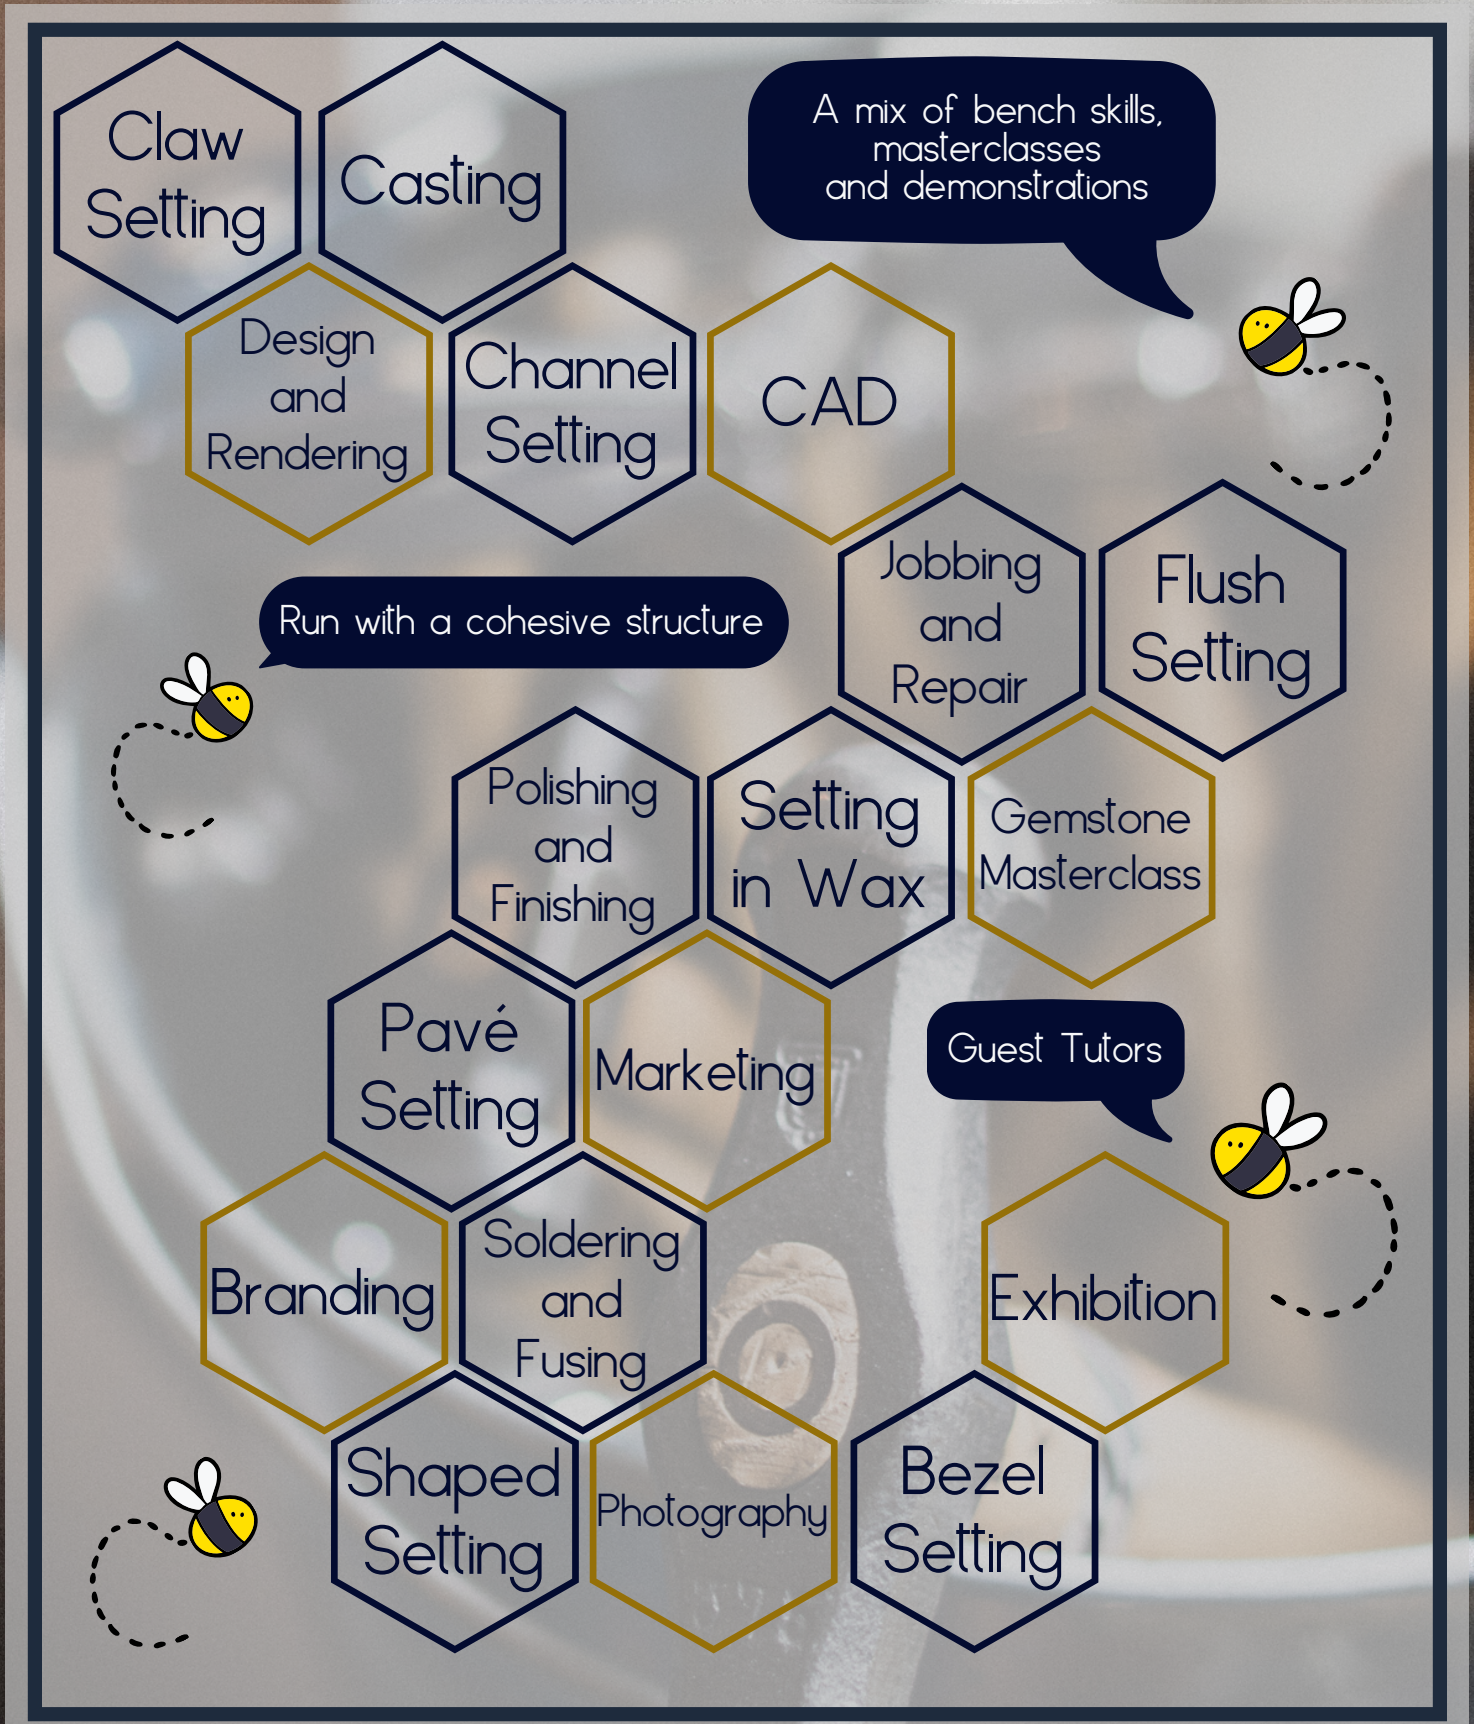 Claw
Setting
Casting
A mix of bench skills,
masterclasses
and demonstrations
Design
and
Rendering
Channel
Setting
CAD
Jobbing
and
Repair
Flush
Setting
Run with a cohesive structure
Polishing
and
Finishing
Setting
in Wax
Gemstone
Masterclass
Pavé
Setting
Marketing
Guest Tutors
Branding
Soldering
and
Fusing
Exhibition
Shaped
Setting
Photography
Bezel
Setting